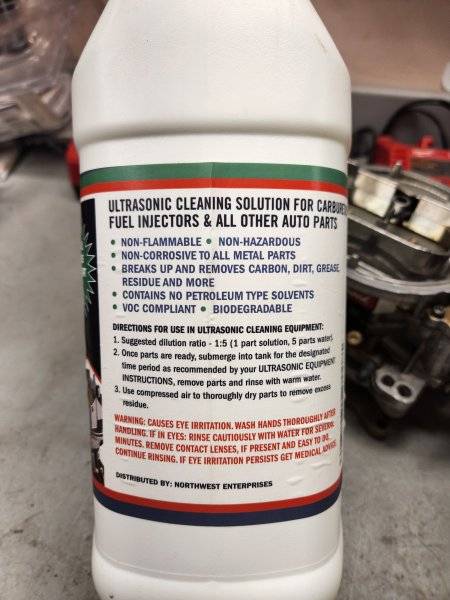 ULTRASONIC CLEANING SOLUTION FOR
FUEL INJECTORS & ALL OTHER AUTO PARTS
• NON-FLAMMABLE • NON-HAZARDOUS
• NON-CORROSIVE TO ALL METAL PARTS
• BREAKS UP AND REMOVES CARBON, DIRT, GREASE,
RESIDUE AND MORE
• CONTAINS NO PETROLEUM TYPE SOLVENTS
• VOC COMPLIANT • BIODEGRADABLE
DIRECTIONS FOR USE IN ULTRASONIC CLEANING EQUIPMENT:
1. Suggested dilution ratio - 1:5 (1 part solution, 5 parts water).
2. Once parts are ready, submerge into tank for the designated
time period as recommended by your ULTRASONIC EQUIPMENT
INSTRUCTIONS, remove parts and rinse with warm water.
3. Use compressed air to thoroughly dry parts to remove excess
residue.
WARNING: CAUSES EYE IRRITATION. WASH HANDS THOROUGHLY AFTER
HANDLING. IF IN EYES: RINSE CAUTIOUSLY WITH WATER FOR SEVERAL
MINUTES. REMOVE CONTACT LENSES, IF PRESENT AND EASY TO DO.
CONTINUE RINSING. IF EYE IRRITATION PERSISTS GET MEDICAL ADVICE
DISTRIBUTED BY: NORTHWEST ENTERPRISES